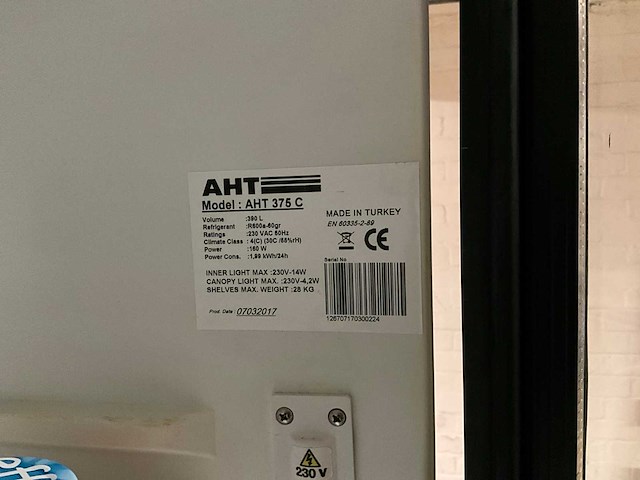 AHT
Model : AHT 375 C
Volume :390 L
Refrigerant :R600a-60gr
Ratings :230 VAC 50Hz
Climate Class : 4(C) (30C /55%rH)
Power :160 W
Power Cons. :1,99 kWh/24h
MADE IN TURKEY
EN 60335-2-89
CE
INNER LIGHT MAX :230V-14W
CANOPY LIGHT MAX :230V-4,2W
SHELVES MAX. WEIGHT :28 KG
Serial No
126707170300224
Prod. Date : 07032017
230 V